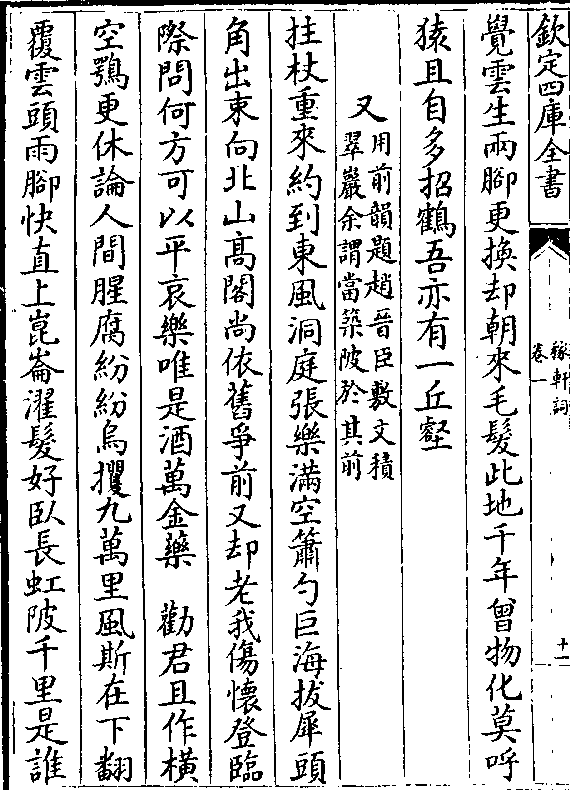 欽定四庫全書
稼軒詞
卷一
十一
覺雲生兩腳更換却朝來毛髮此地千年曾物化莫呼
猿且自多招鶴吾亦有一丘壑
又
用前韻題趙晉臣敷文積
翠巖余謂當築陂於其前
拄杖重來約到東風洞庭張樂滿空簫勺巨海拔犀頭
角出東向北山高閣尚依舊爭前又却老我傷懷登臨
際問何方可以平哀樂唯是酒萬金藥　勸君且作橫
空鶚更休論人間腥腐紛紛烏攫九萬里風斯在下翻
覆雲頭雨腳快直上崑崙濯髮好臥長虹陂千里是誰